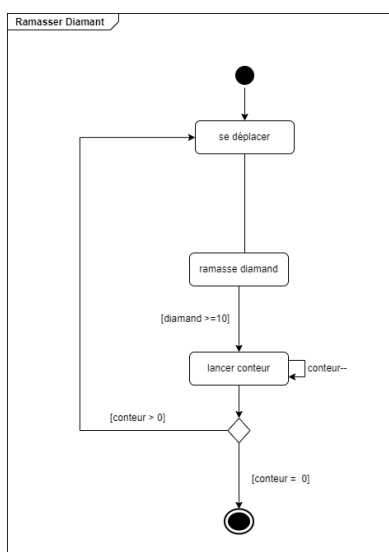 Ramasser Diamant
se déplacer
ramasse diamand
[diamand >=10]
lancer conteur
conteur--
[conteur > 0]
[conteur =  0]